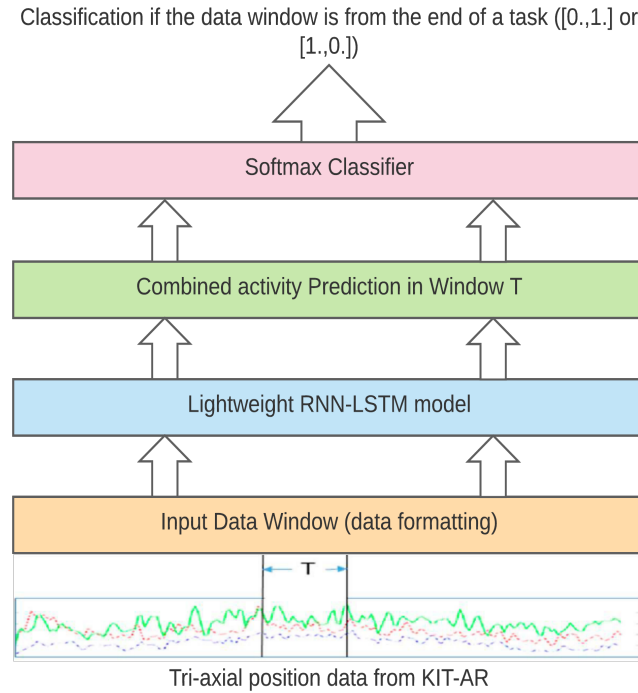 Classification if the data window is from the end of a task ([0.,1.] or
[1.,0.])
Softmax Classifier
Combined activity Prediction in Window T
Lightweight RNN-LSTM model
Input Data Window (data formatting)
T
Tri-axial position data from KIT-AR